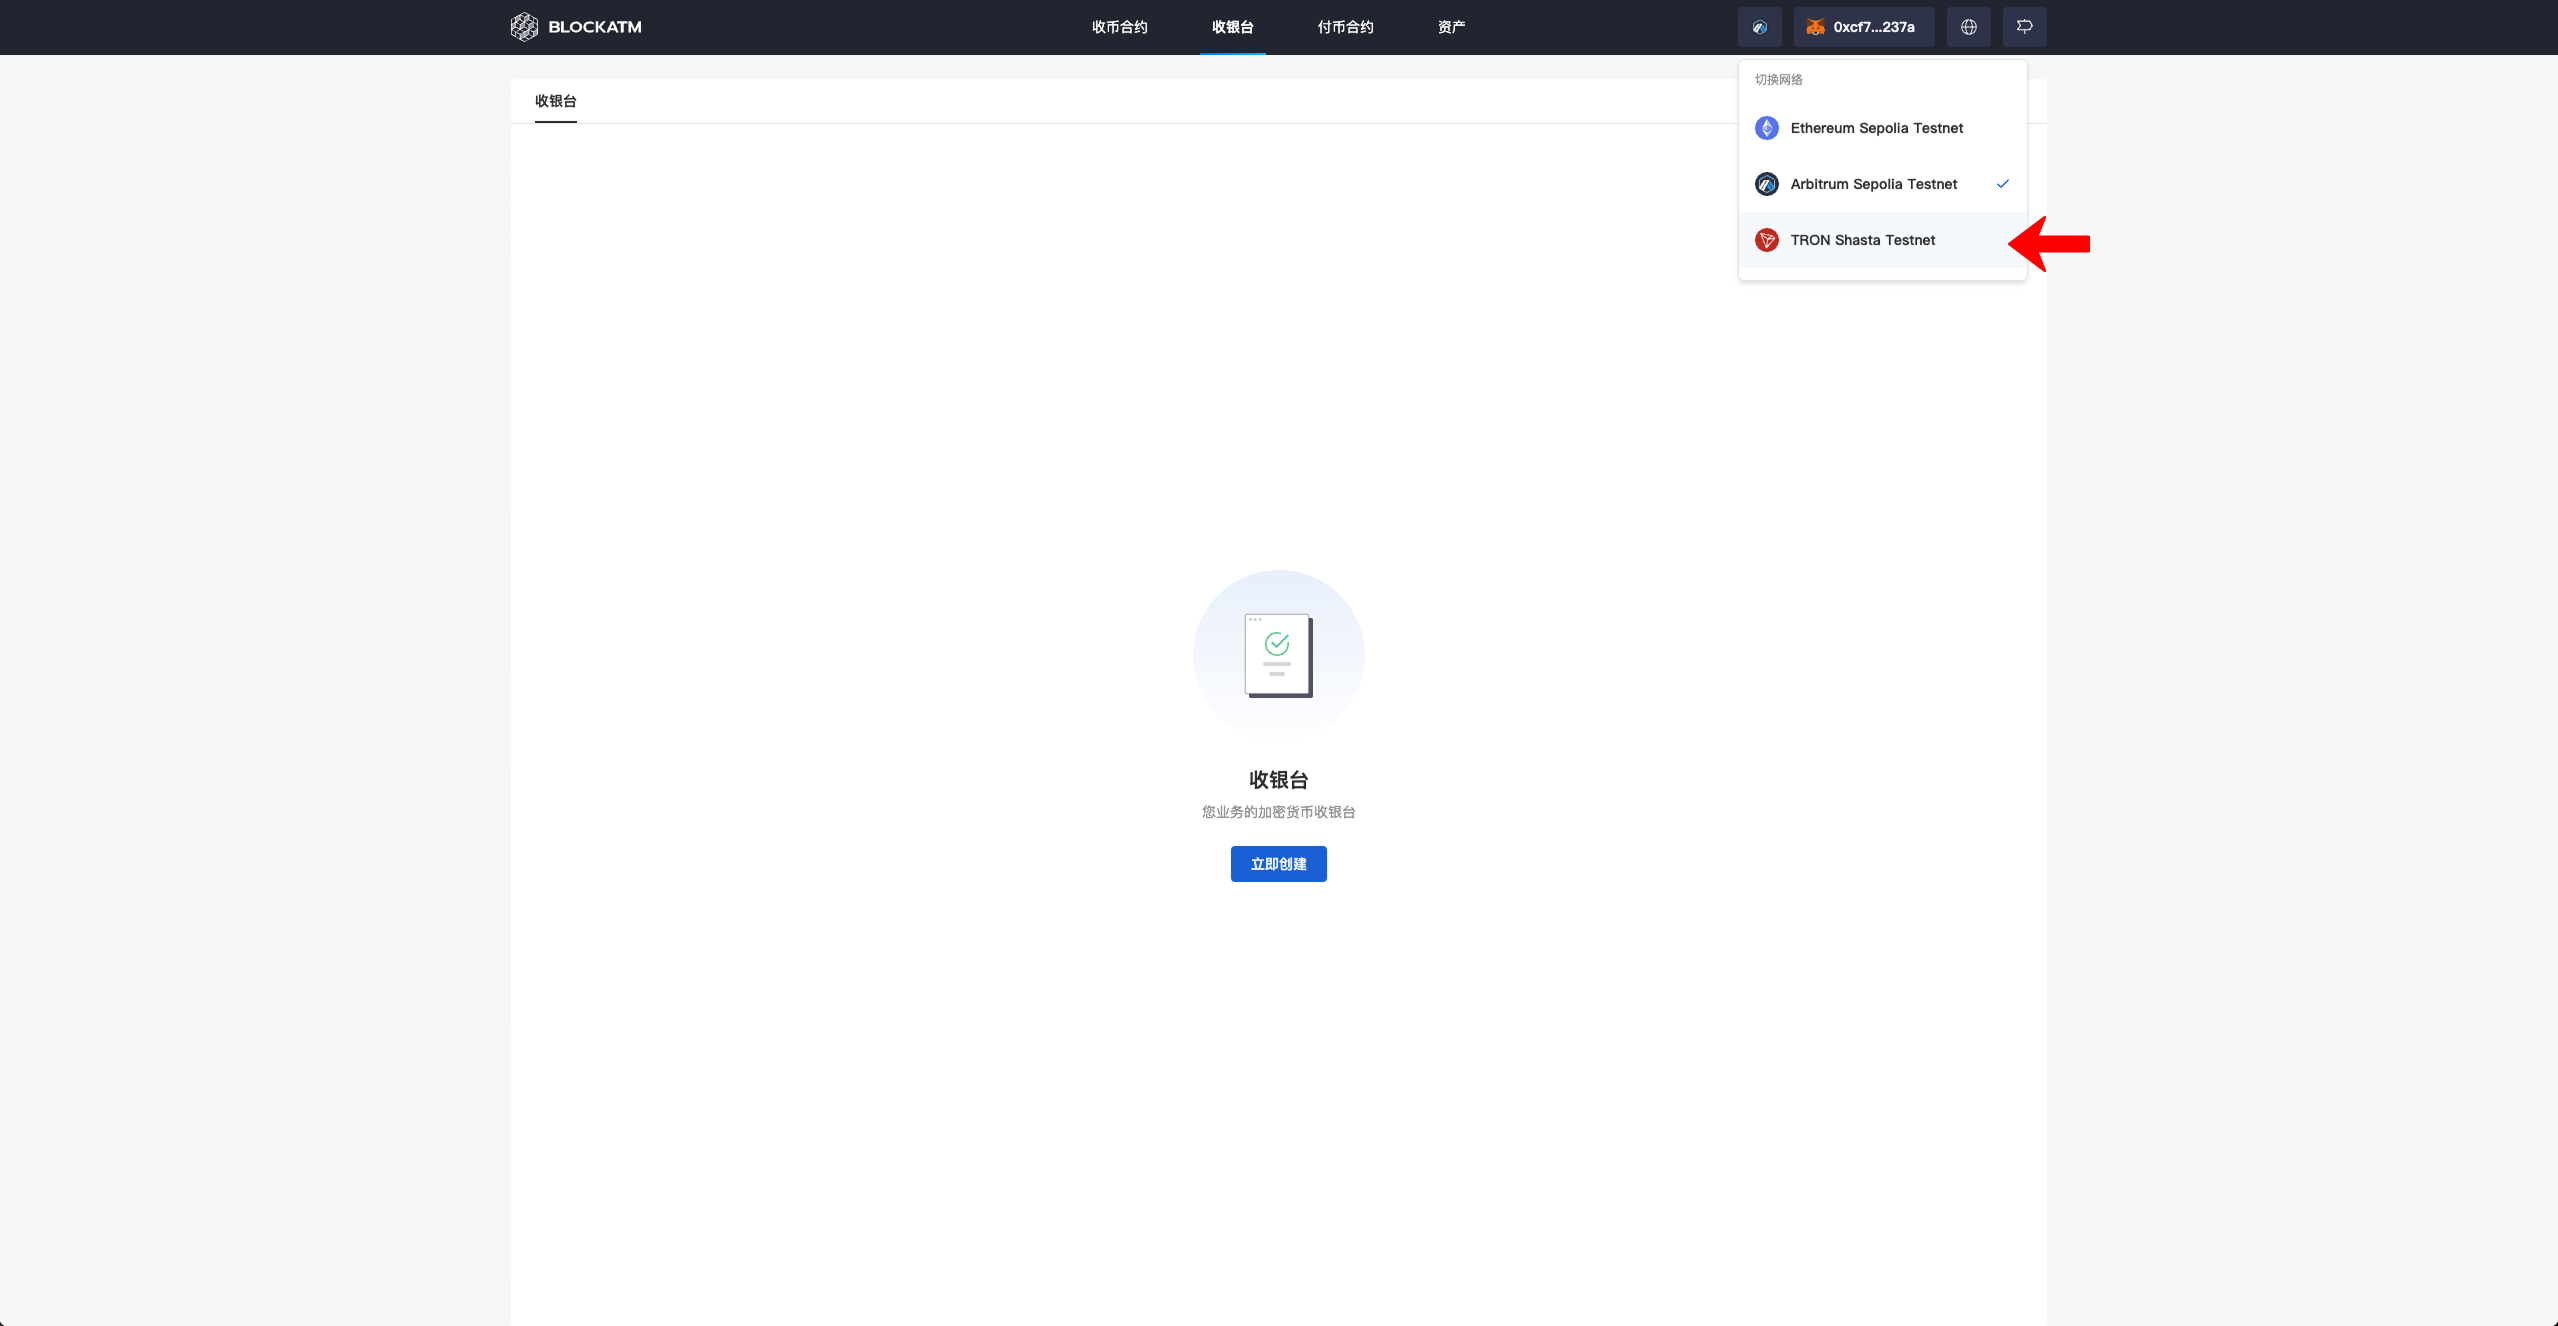 BLOCKATM
收币合约
收银台
付币合约
资产
0xcf7...237a
切换网络
Ethereum Sepolia Testnet
Arbitrum Sepolia Testnet
TRON Shasta Testnet
收银台
收银台
您业务的加密货币收银台
立即创建